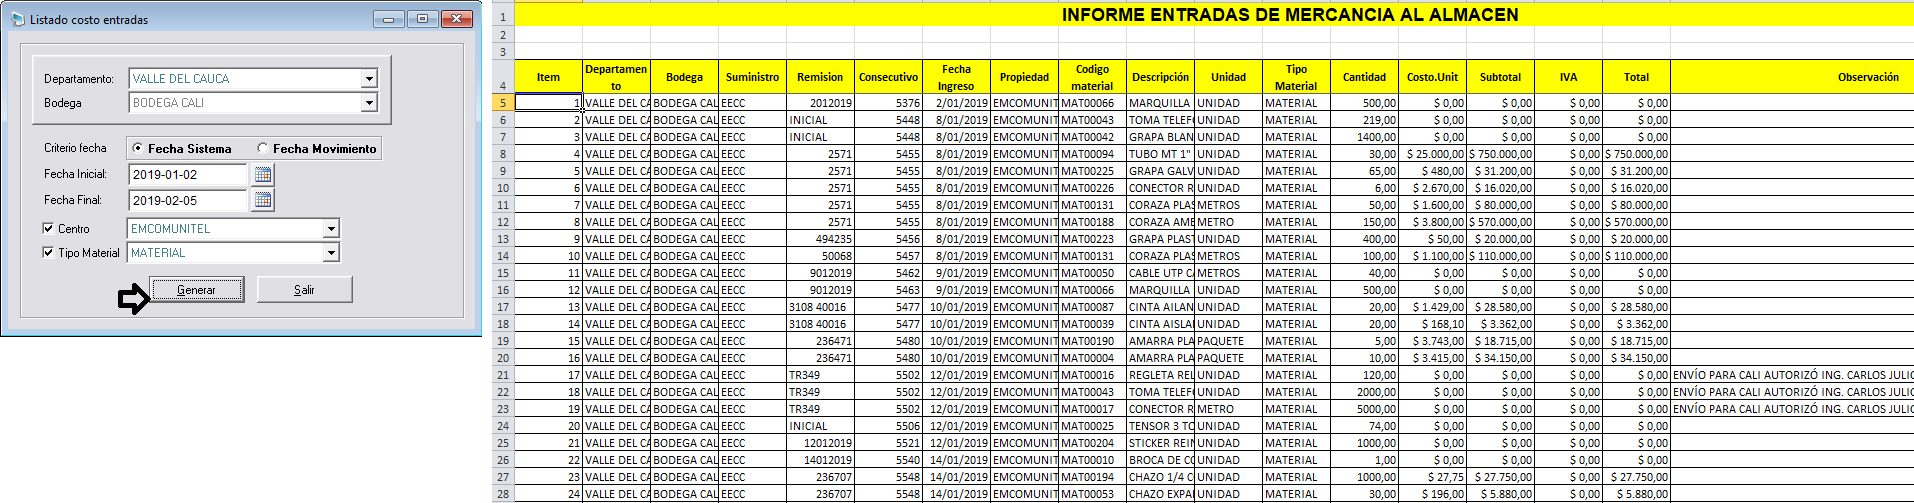 Listado costo entradas
Departamento: VALLE DEL CAUCA
Bodega BODEGA CALI
Criterio fecha Fecha Sistema Fecha Movimiento
Fecha Inicial: 2019-01-02
Fecha Final: 2019-02-05
Centro EMCOMUNITEL
Tipo Material MATERIAL
Generar Salir
1 INFORME ENTRADAS DE MERCANCIA AL ALMACEN
2
3
4 Item Departamento Bodega Suministro Remision Consecutivo Fecha Ingreso Propiedad Codigo material Descripción Unidad Tipo Material Cantidad Costo.Unit Subtotal IVA Total Observación
5 1 VALLE DEL CA BODEGA CAL EECC 2012019 5376 2/01/2019 EMCOMUNIT MAT00066 MARQUILLA UNIDAD MATERIAL 500,00 $ 0,00 $ 0,00 $ 0,00 $ 0,00
6 2 VALLE DEL CA BODEGA CAL EECC INICIAL 5448 8/01/2019 EMCOMUNIT MAT00043 TOMA TELEF UNIDAD MATERIAL 219,00 $ 0,00 $ 0,00 $ 0,00 $ 0,00
7 3 VALLE DEL CA BODEGA CAL EECC INICIAL 5448 8/01/2019 EMCOMUNIT MAT00042 GRAPA BLAN UNIDAD MATERIAL 1400,00 $ 0,00 $ 0,00 $ 0,00 $ 0,00
8 4 VALLE DEL CA BODEGA CAL EECC 2571 5455 8/01/2019 EMCOMUNIT MAT00094 TUBO MT 1" UNIDAD MATERIAL 30,00 $ 25.000,00 $ 750.000,00 $ 0,00 $ 750.000,00
9 5 VALLE DEL CA BODEGA CAL EECC 2571 5455 8/01/2019 EMCOMUNIT MAT00225 GRAPA GALV UNIDAD MATERIAL 65,00 $ 480,00 $ 31.200,00 $ 0,00 $ 31.200,00
10 6 VALLE DEL CA BODEGA CAL EECC 2571 5455 8/01/2019 EMCOMUNIT MAT00226 CONECTOR R UNIDAD MATERIAL 6,00 $ 2.670,00 $ 16.020,00 $ 0,00 $ 16.020,00
11 7 VALLE DEL CA BODEGA CAL EECC 2571 5455 8/01/2019 EMCOMUNIT MAT00131 CORAZA PLAS METROS MATERIAL 50,00 $ 1.600,00 $ 80.000,00 $ 0,00 $ 80.000,00
12 8 VALLE DEL CA BODEGA CAL EECC 2571 5455 8/01/2019 EMCOMUNIT MAT00188 CORAZA AME METRO MATERIAL 150,00 $ 3.800,00 $ 570.000,00 $ 0,00 $ 570.000,00
13 9 VALLE DEL CA BODEGA CAL EECC 494235 5456 8/01/2019 EMCOMUNIT MAT00223 GRAPA PLAST UNIDAD MATERIAL 400,00 $ 50,00 $ 20.000,00 $ 0,00 $ 20.000,00
14 10 VALLE DEL CA BODEGA CAL EECC 50068 5457 9/01/2019 EMCOMUNIT MAT00131 CORAZA PLAS METROS MATERIAL 100,00 $ 1.100,00 $ 110.000,00 $ 0,00 $ 110.000,00
15 11 VALLE DEL CA BODEGA CAL EECC 9012019 5462 9/01/2019 EMCOMUNIT MAT00050 CABLE UTP CA METROS MATERIAL 40,00 $ 0,00 $ 0,00 $ 0,00 $ 0,00
16 12 VALLE DEL CA BODEGA CAL EECC 9012019 5463 9/01/2019 EMCOMUNIT MAT00066 MARQUILLA UNIDAD MATERIAL 500,00 $ 0,00 $ 0,00 $ 0,00 $ 0,00
17 13 VALLE DEL CA BODEGA CAL EECC 3108 40016 5477 10/01/2019 EMCOMUNIT MAT00087 CINTA AILAN UNIDAD MATERIAL 20,00 $ 1.429,00 $ 28.580,00 $ 0,00 $ 28.580,00
18 14 VALLE DEL CA BODEGA CAL EECC 3108 40016 5477 10/01/2019 EMCOMUNIT MAT00039 CINTA AISLA UNIDAD MATERIAL 20,00 $ 168,10 $ 3.362,00 $ 0,00 $ 3.362,00
19 15 VALLE DEL CA BODEGA CAL EECC 236471 5480 10/01/2019 EMCOMUNIT MAT00190 AMARRA PLA PAQUETE MATERIAL 5,00 $ 3.743,00 $ 18.715,00 $ 0,00 $ 18.715,00
20 16 VALLE DEL CA BODEGA CAL EECC 236471 5480 10/01/2019 EMCOMUNIT MAT00004 AMARRA PLA PAQUETE MATERIAL 10,00 $ 3.415,00 $ 34.150,00 $ 0,00 $ 34.150,00
21 17 VALLE DEL CA BODEGA CAL EECC TR349 5502 12/01/2019 EMCOMUNIT MAT00016 REGLETA REL UNIDAD MATERIAL 120,00 $ 0,00 $ 0,00 $ 0,00 $ 0,00 ENVÍO PARA CALI AUTORIZÓ ING. CARLOS JULIO
22 18 VALLE DEL CA BODEGA CAL EECC TR349 5502 12/01/2019 EMCOMUNIT MAT00043 TOMA TELEF UNIDAD MATERIAL 2000,00 $ 0,00 $ 0,00 $ 0,00 $ 0,00 ENVÍO PARA CALI AUTORIZÓ ING. CARLOS JULIO
23 19 VALLE DEL CA BODEGA CAL EECC TR349 5502 12/01/2019 EMCOMUNIT MAT00017 CONECTOR R METRO MATERIAL 5000,00 $ 0,00 $ 0,00 $ 0,00 $ 0,00 ENVÍO PARA CALI AUTORIZÓ ING. CARLOS JULIO
24 20 VALLE DEL CA BODEGA CAL EECC INICIAL 5506 12/01/2019 EMCOMUNIT MAT00025 TENSOR 3 TO UNIDAD MATERIAL 74,00 $ 0,00 $ 0,00 $ 0,00 $ 0,00
25 21 VALLE DEL CA BODEGA CAL EECC 12012019 5521 12/01/2019 EMCOMUNIT MAT00204 STICKER REIN UNIDAD MATERIAL 1000,00 $ 0,00 $ 0,00 $ 0,00 $ 0,00
26 22 VALLE DEL CA BODEGA CAL EECC 14012019 5540 14/01/2019 EMCOMUNIT MAT00010 BROCA DE CO UNIDAD MATERIAL 1,00 $ 0,00 $ 0,00 $ 0,00 $ 0,00
27 23 VALLE DEL CA BODEGA CAL EECC 236707 5548 14/01/2019 EMCOMUNIT MAT00194 CHAZO 1/4 C UNIDAD MATERIAL 1000,00 $ 27,75 $ 27.750,00 $ 0,00 $ 27.750,00
28 24 VALLE DEL CA BODEGA CAL EECC 236707 5548 14/01/2019 EMCOMUNIT MAT00053 CHAZO EXPA UNIDAD MATERIAL 30,00 $ 196,00 $ 5.880,00 $ 0,00 $ 5.880,00